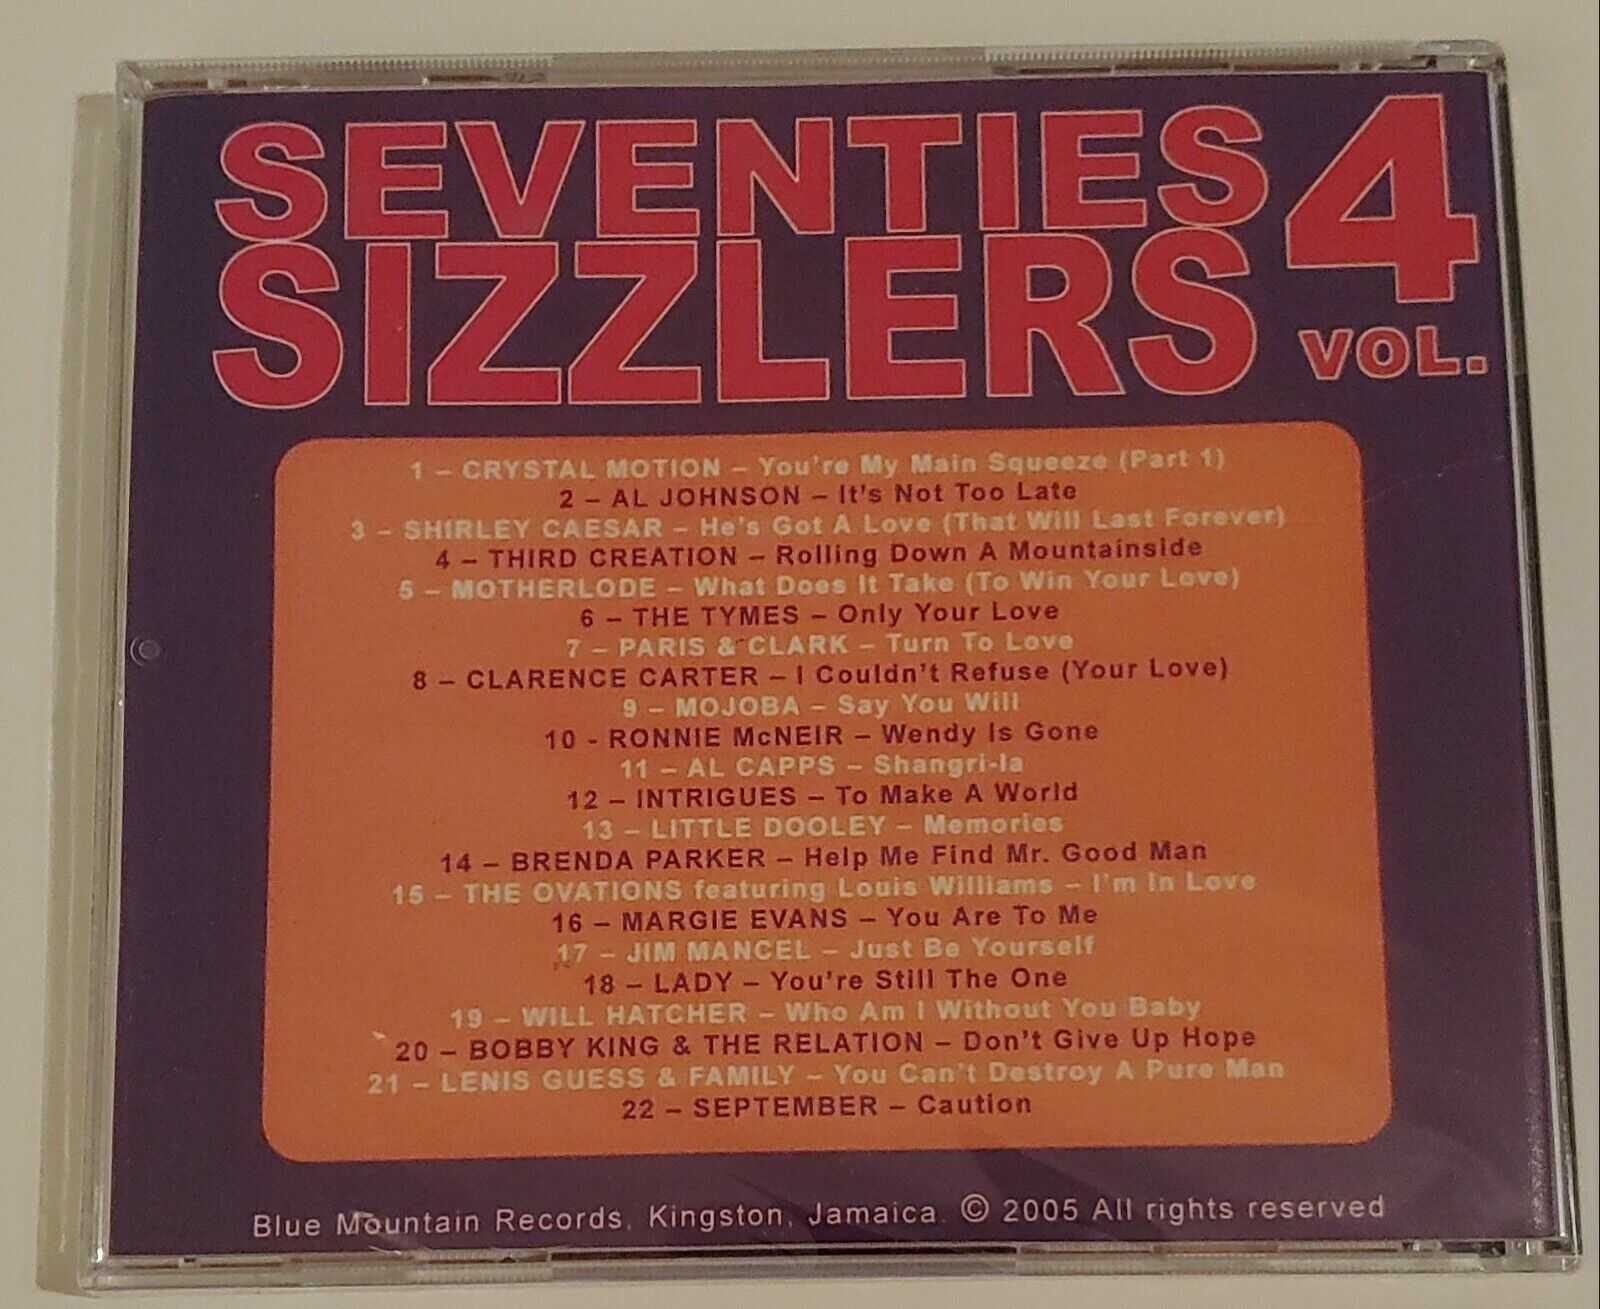 SEVENTIES
SIZZLERS
4
VOL.
1 – CRYSTAL MOTION – You're My Main Squeeze (Part 1)
2 – AL JOHNSON – It's Not Too Late
3 – SHIRLEY CAESAR – He's Got A Love (That Will Last Forever)
4 – THIRD CREATION – Rolling Down A Mountainside
5 – MOTHERLODE – What Does It Take (To Win Your Love)
6 – THE TYMES – Only Your Love
7 – PARIS & CLARK – Turn To Love
8 – CLARENCE CARTER – I Couldn't Refuse (Your Love)
9 – MOJOBA – Say You Will
10 - RONNIE McNEIR – Wendy Is Gone
11 – AL CAPPS – Shangri-la
12 – INTRIGUES – To Make A World
13 – LITTLE DOOLEY – Memories
14 – BRENDA PARKER – Help Me Find Mr. Good Man
15 – THE OVATIONS featuring Louis Williams – I'm In Love
16 – MARGIE EVANS – You Are To Me
17 – JIM MANCEL – Just Be Yourself
18 – LADY – You're Still The One
19 – WILL HATCHER – Who Am I Without You Baby
20 – BOBBY KING & THE RELATION – Don't Give Up Hope
21 – LENIS GUESS & FAMILY – You Can't Destroy A Pure Man
22 – SEPTEMBER – Caution
Blue Mountain Records, Kingston, Jamaica. © 2005 All rights reserved